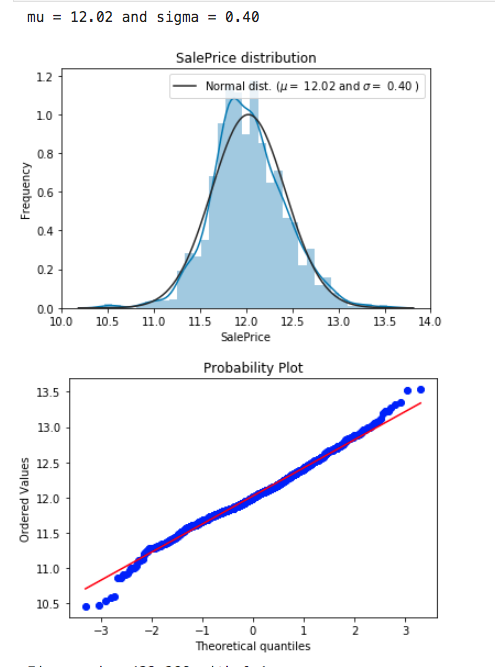 mu = 12.02 and sigma = 0.40
SalePrice distribution
Normal dist. (μ = 12.02 and σ = 0.40 )
1.2
1.0
0.8
0.6
0.4
0.2
0.0
Frequency
10.0 10.5 11.0 11.5 12.0 12.5 13.0 13.5 14.0
SalePrice
Probability Plot
13.5
13.0
12.5
12.0
11.5
11.0
10.5
Ordered Values
−3 −2 −1 0 1 2 3
Theoretical quantiles